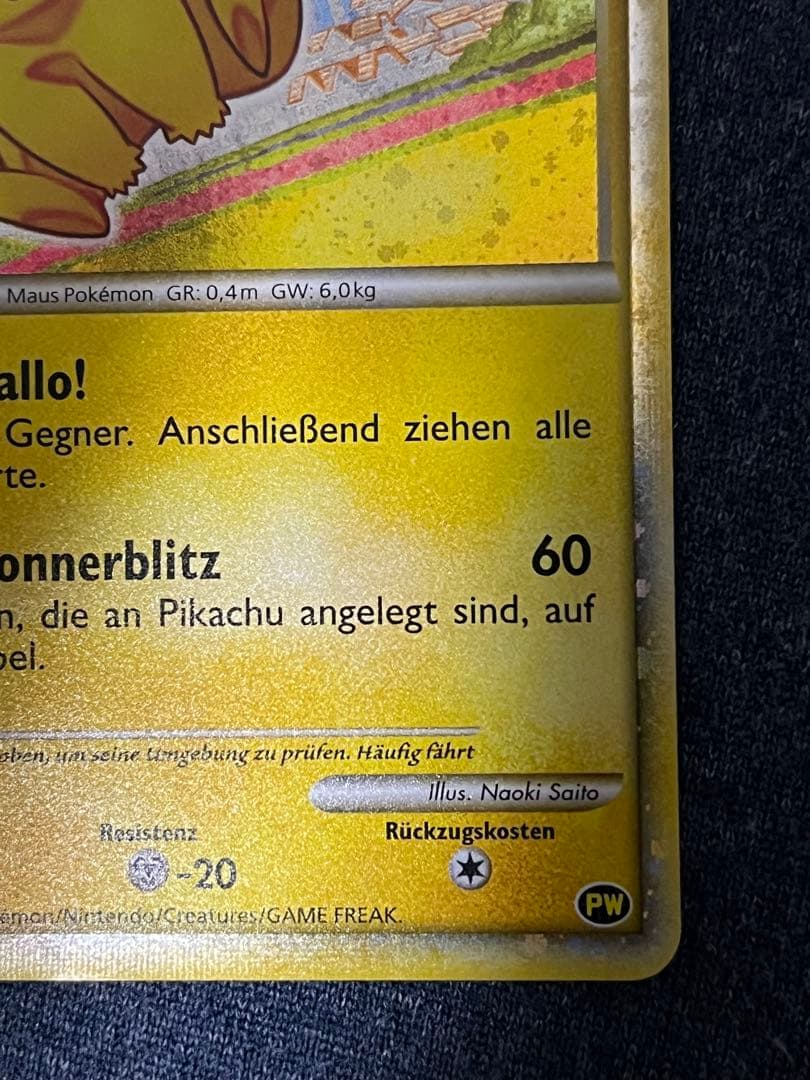 Maus Pokémon GR: 0,4m GW: 6,0kg
allo!
Gegner. Anschließend ziehen alle
rte.
onnerblitz 60
n, die an Pikachu angelegt sind, auf
bel.
oben, um seine Umgebung zu prüfen. Häufig fährt
Illus. Naoki Saito
Resistenz Rückzugskosten
-20
émon/Nintendo/Creatures/GAME FREAK.
PW